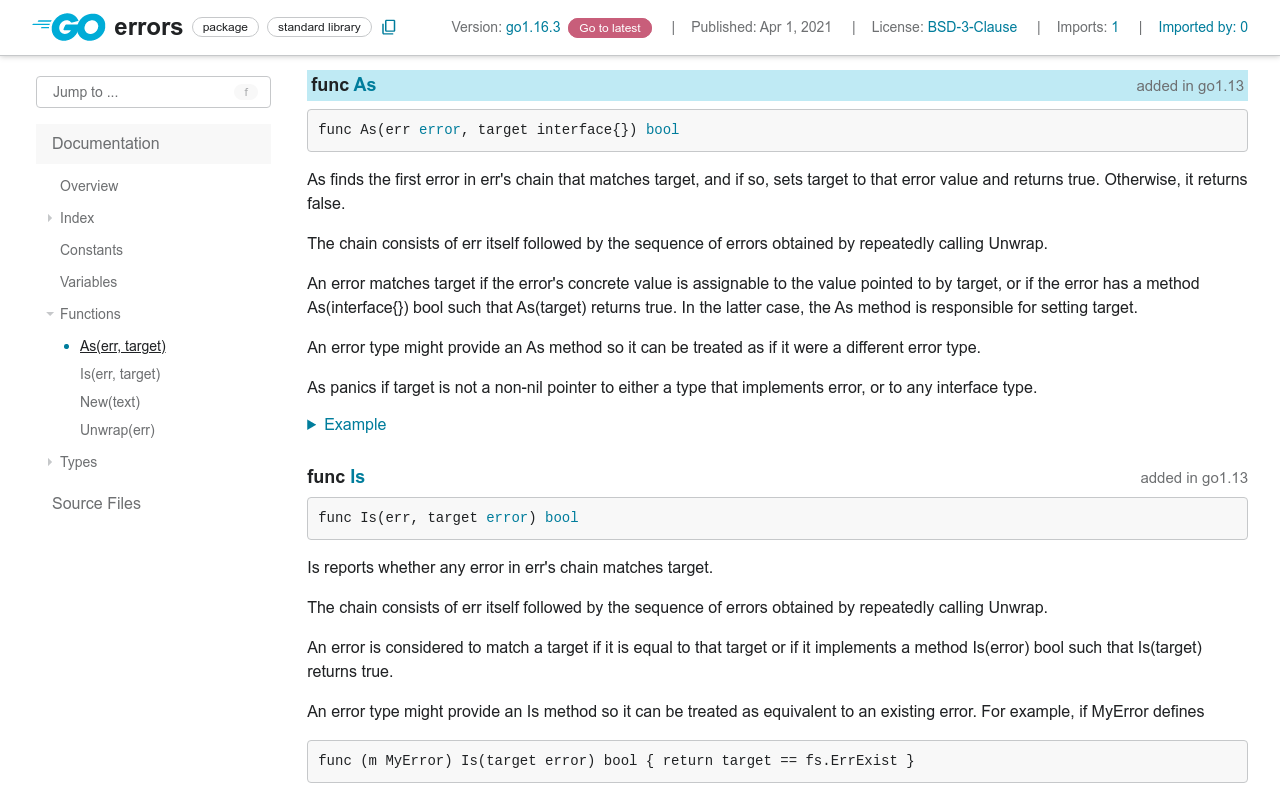 GO errors package standard library Version: go1.16.3 Go to latest | Published: Apr 1, 2021 | License: BSD-3-Clause | Imports: 1 | Imported by: 0
Jump to ... f
Documentation
Overview
Index
Constants
Variables
Functions
As(err, target)
Is(err, target)
New(text)
Unwrap(err)
Types
Source Files
func As added in go1.13
func As(err error, target interface{}) bool
As finds the first error in err's chain that matches target, and if so, sets target to that error value and returns true. Otherwise, it returns
false.
The chain consists of err itself followed by the sequence of errors obtained by repeatedly calling Unwrap.
An error matches target if the error's concrete value is assignable to the value pointed to by target, or if the error has a method
As(interface{}) bool such that As(target) returns true. In the latter case, the As method is responsible for setting target.
An error type might provide an As method so it can be treated as if it were a different error type.
As panics if target is not a non-nil pointer to either a type that implements error, or to any interface type.
Example
func Is added in go1.13
func Is(err, target error) bool
Is reports whether any error in err's chain matches target.
The chain consists of err itself followed by the sequence of errors obtained by repeatedly calling Unwrap.
An error is considered to match a target if it is equal to that target or if it implements a method Is(error) bool such that Is(target)
returns true.
An error type might provide an Is method so it can be treated as equivalent to an existing error. For example, if MyError defines
func (m MyError) Is(target error) bool { return target == fs.ErrExist }